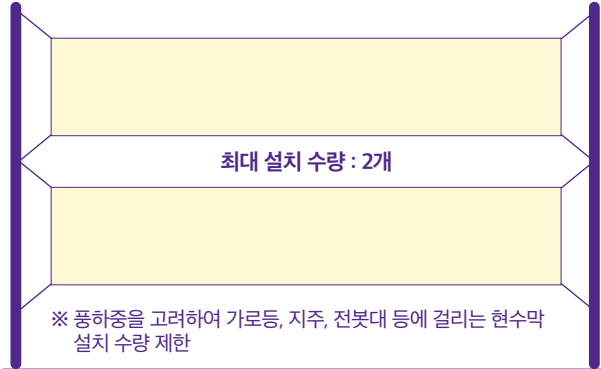 최대 설치 수량 : 2개
※ 풍하중을 고려하여 가로등, 지주, 전봇대 등에 걸리는 현수막
설치 수량 제한